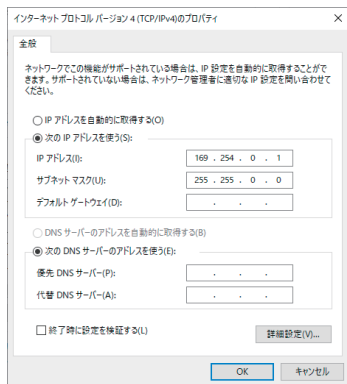 インターネット プロトコル バージョン 4 (TCP/IPv4)のプロパティ
全般
ネットワークでこの機能がサポートされている場合は、IP 設定を自動的に取得することがで
きます。サポートされていない場合は、ネットワーク管理者に適切な IP 設定を問い合わせて
ください。
IP アドレスを自動的に取得する(O)
次の IP アドレスを使う(S):
IP アドレス(I): 169 . 254 . 0 . 1
サブネット マスク(U): 255 . 255 . 0 . 0
デフォルト ゲートウェイ(D): . . .
DNS サーバーのアドレスを自動的に取得する(B)
次の DNS サーバーのアドレスを使う(E):
優先 DNS サーバー(P): . . .
代替 DNS サーバー(A): . . .
終了時に設定を検証する(L)
詳細設定(V)...
OK キャンセル